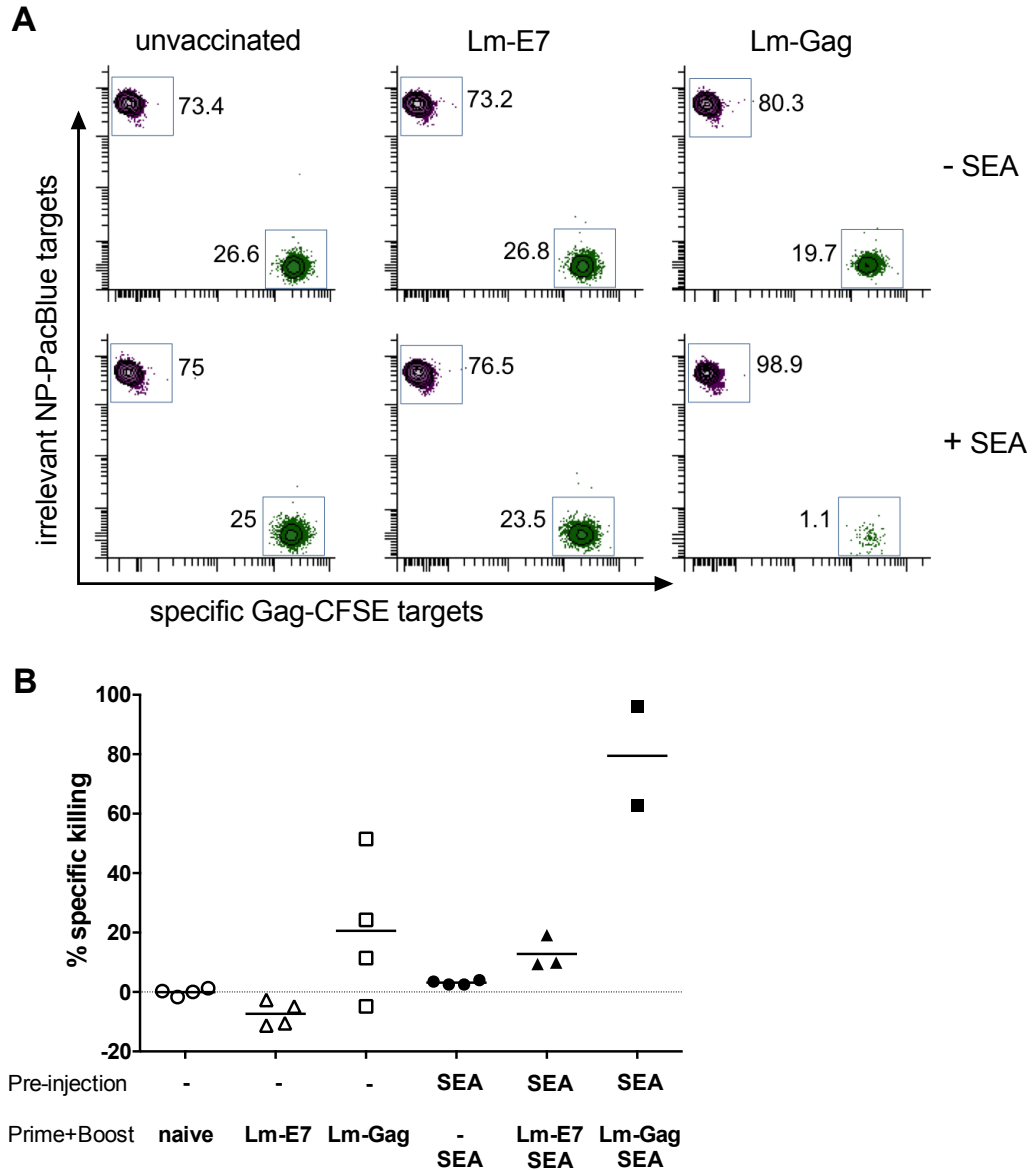 A
unvaccinated Lm-E7 Lm-Gag
73.4 73.2 80.3
- SEA
26.6 26.8 19.7
irrelevant NP-PacBlue targets
75 76.5 98.9
+ SEA
25 23.5 1.1
specific Gag-CFSE targets
B
100
80
60
40
20
0
-20
% specific killing
Pre-injection - - - SEA SEA SEA
Prime+Boost naive Lm-E7 Lm-Gag - Lm-E7 Lm-Gag
SEA SEA SEA